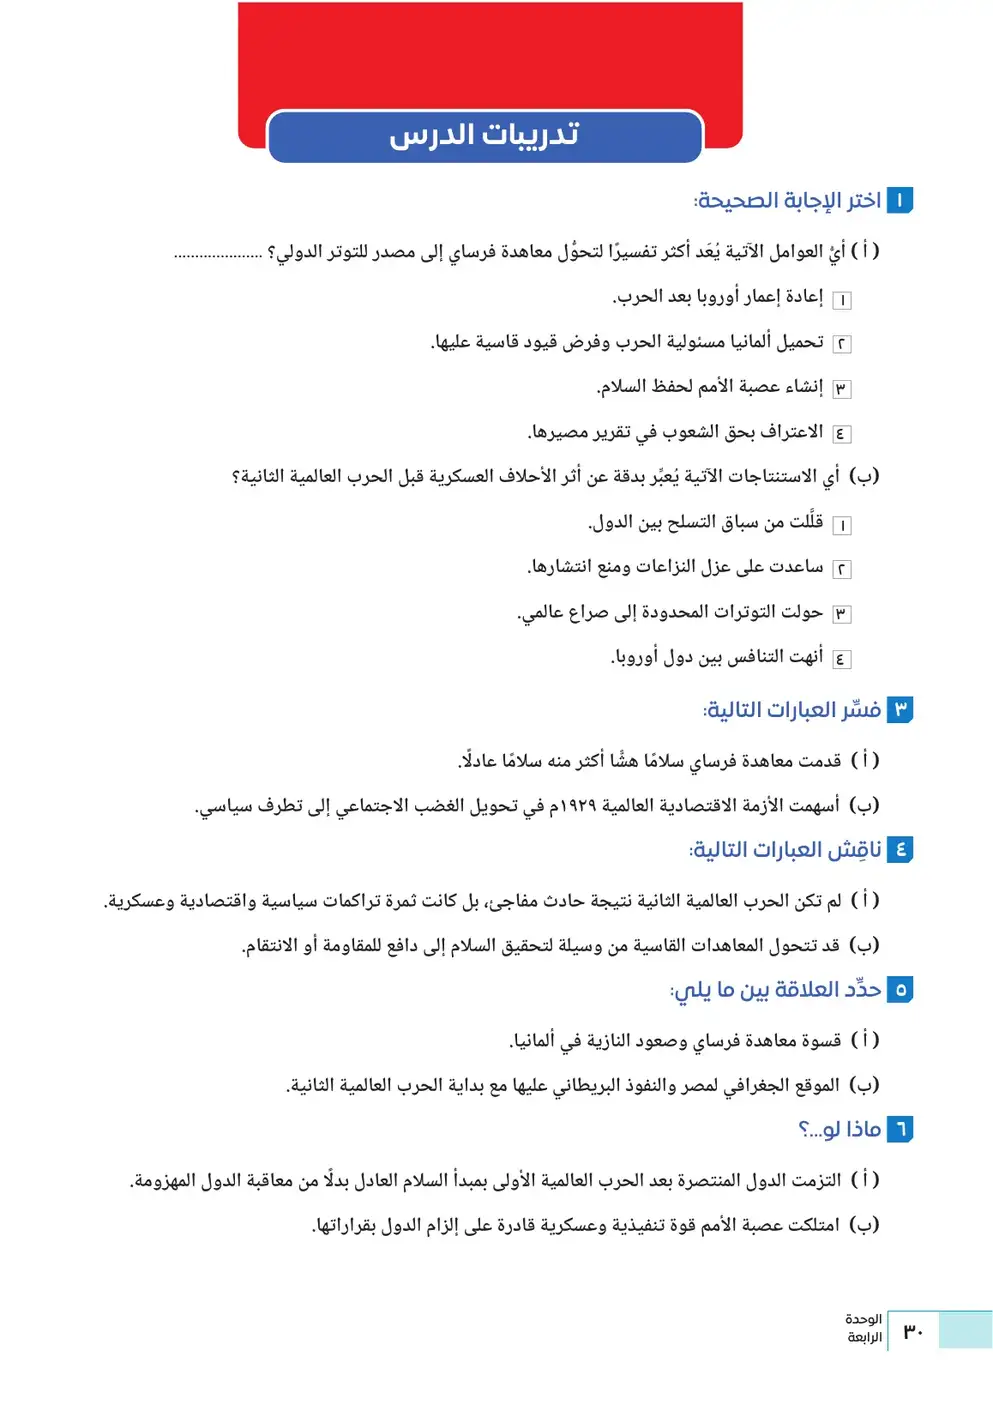 تدريبات الدرس
١ اختر الإجابة الصحيحة:
( أ ) أيُّ العوامل الآتية يُعَد أكثر تفسيرًا لتحوُّل معاهدة فرساي إلى مصدر للتوتر الدولي؟ .....................
١ إعادة إعمار أوروبا بعد الحرب.
٢ تحميل ألمانيا مسئولية الحرب وفرض قيود قاسية عليها.
٣ إنشاء عصبة الأمم لحفظ السلام.
٤ الاعتراف بحق الشعوب في تقرير مصيرها.
(ب) أي الاستنتاجات الآتية يُعبِّر بدقة عن أثر الأحلاف العسكرية قبل الحرب العالمية الثانية؟
١ قلَّلت من سباق التسلح بين الدول.
٢ ساعدت على عزل النزاعات ومنع انتشارها.
٣ حولت التوترات المحدودة إلى صراع عالمي.
٤ أنهت التنافس بين دول أوروبا.
٣ فسِّر العبارات التالية:
( أ ) قدمت معاهدة فرساي سلامًا هشًّا أكثر منه سلامًا عادلًا.
(ب) أسهمت الأزمة الاقتصادية العالمية ١٩٢٩م في تحويل الغضب الاجتماعي إلى تطرف سياسي.
٤ ناقِش العبارات التالية:
( أ ) لم تكن الحرب العالمية الثانية نتيجة حادث مفاجئ، بل كانت ثمرة تراكمات سياسية واقتصادية وعسكرية.
(ب) قد تتحول المعاهدات القاسية من وسيلة لتحقيق السلام إلى دافع للمقاومة أو الانتقام.
٥ حدِّد العلاقة بين ما يلي:
( أ ) قسوة معاهدة فرساي وصعود النازية في ألمانيا.
(ب) الموقع الجغرافي لمصر والنفوذ البريطاني عليها مع بداية الحرب العالمية الثانية.
٦ ماذا لو...؟
( أ ) التزمت الدول المنتصرة بعد الحرب العالمية الأولى بمبدأ السلام العادل بدلًا من معاقبة الدول المهزومة.
(ب) امتلكت عصبة الأمم قوة تنفيذية وعسكرية قادرة على إلزام الدول بقراراتها.
٣٠ الوحدة
الرابعة